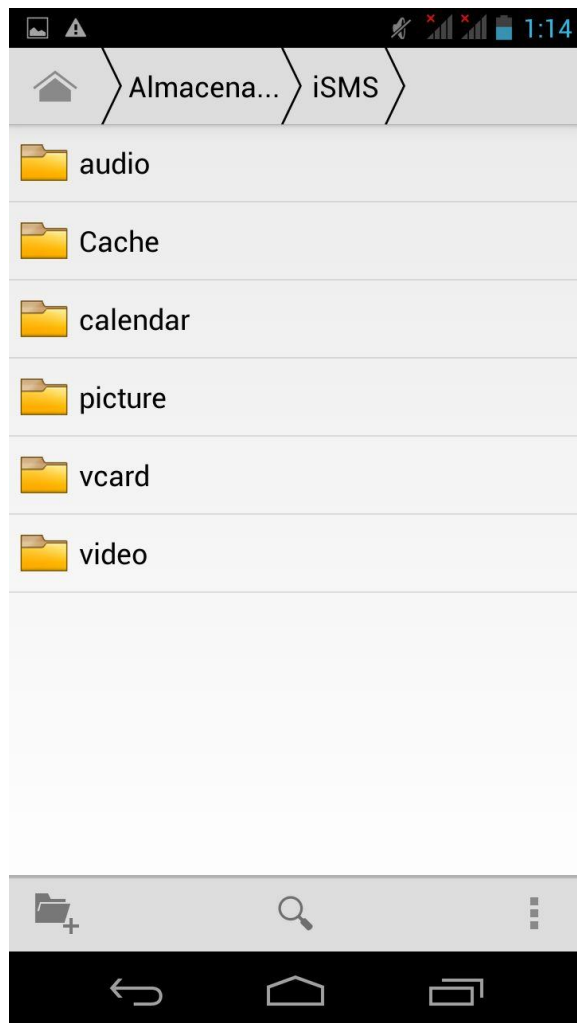 1:14
Almacena... iSMS
audio
Cache
calendar
picture
vcard
video